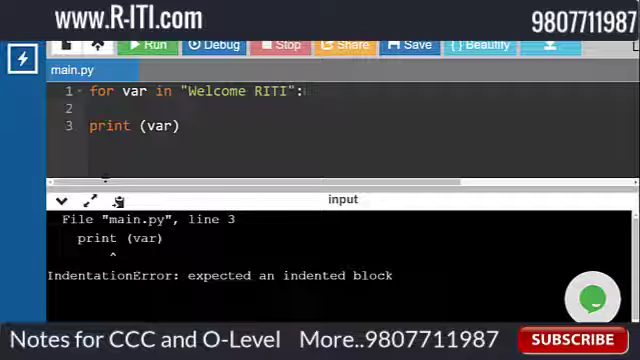 www.R-ITI.com
9807711987
Run Debug Stop Share Save { } Beautify
main.py
1 for var in "Welcome RITI":
2
3 print (var)
input
File "main.py", line 3
print (var)
^
IndentationError: expected an indented block
Notes for CCC and O-Level More..9807711987
SUBSCRIBE